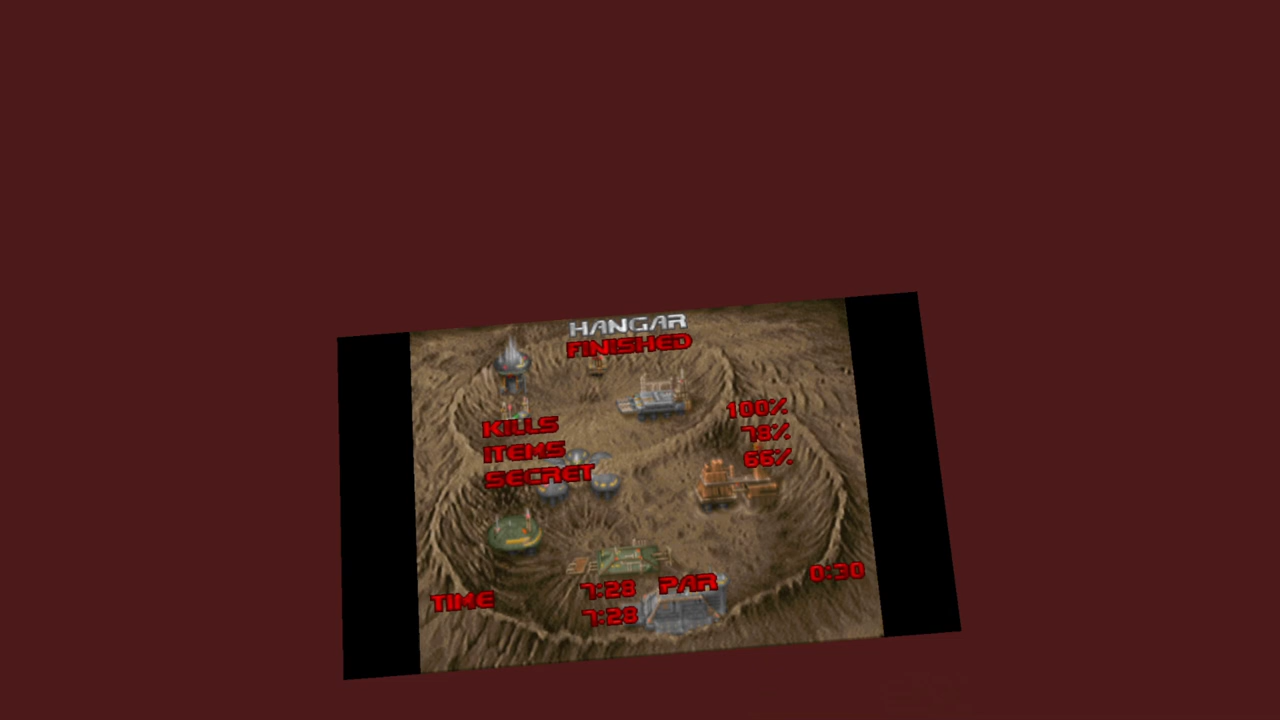 HANGAR
FINISHED
KILLS 100%
ITEMS 78%
SECRET 66%
TIME 7:28 PAR 0:30
7:28